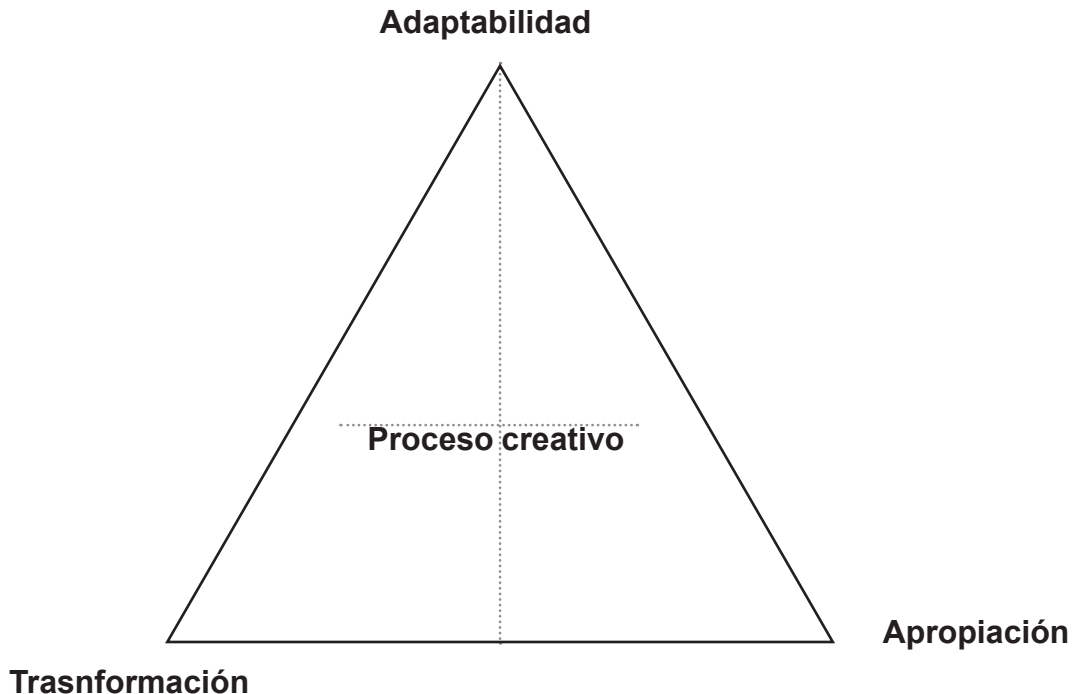 Adaptabilidad
Proceso creativo
Apropiación
Trasnformación